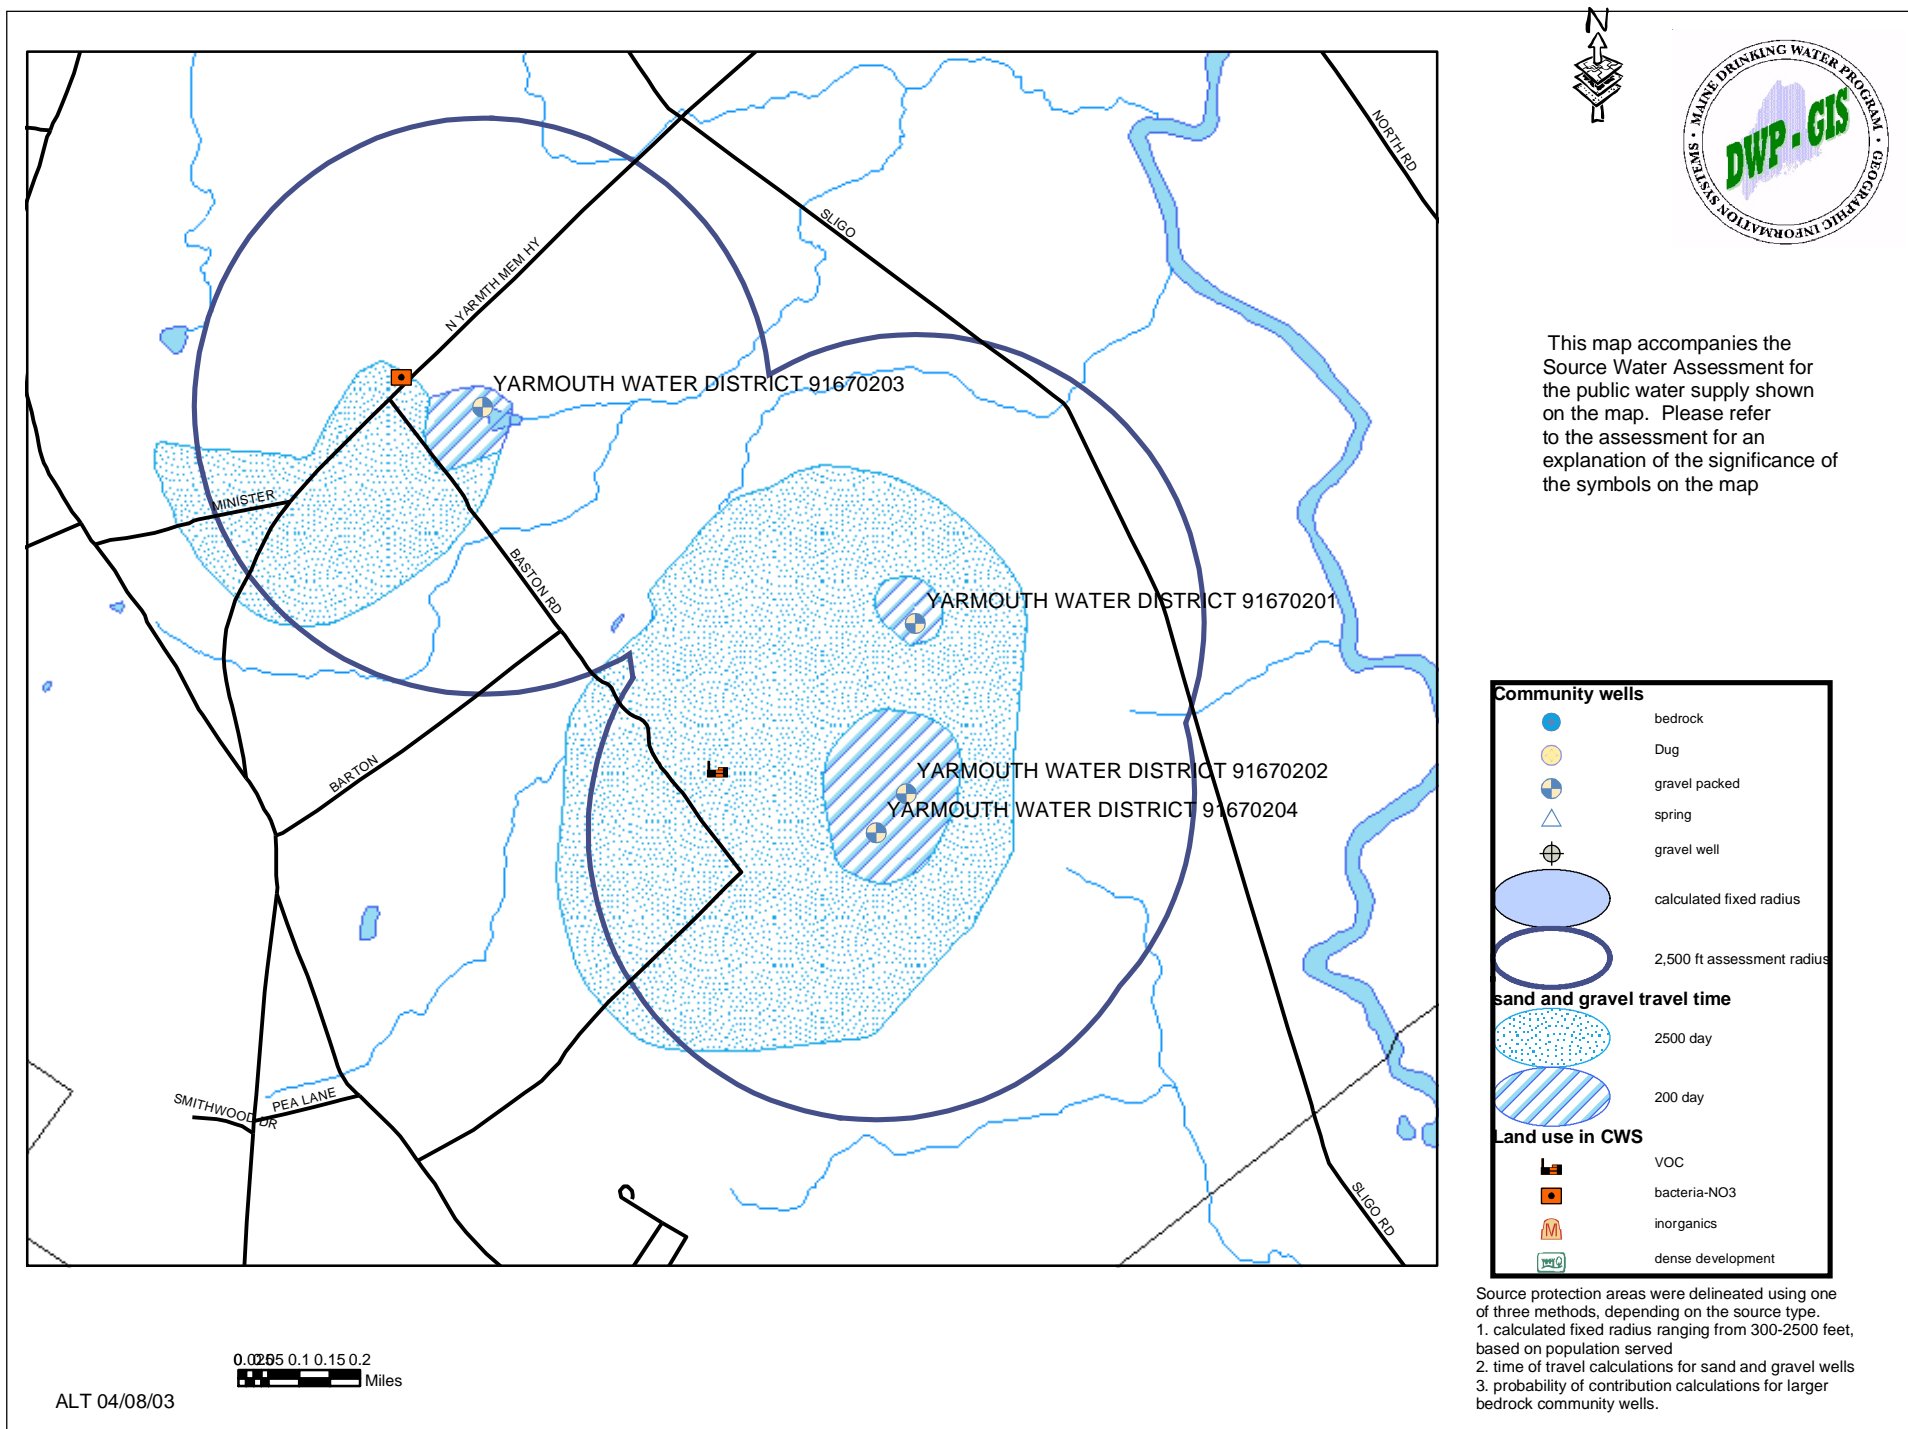 N
MAINE DRINKING WATER PROGRAM • GEOGRAPHIC INFORMATION SYSTEMS •
DWP - GIS
NORTH RD
SLIGO
N YARMTH MEM HY
YARMOUTH WATER DISTRICT 91670203
MINISTER
BASTON RD
YARMOUTH WATER DISTRICT 91670201
BARTON
YARMOUTH WATER DISTRICT 91670202
YARMOUTH WATER DISTRICT 91670204
SMITHWOOD DR
PEA LANE
SLIGO RD
This map accompanies the
Source Water Assessment for
the public water supply shown
on the map. Please refer
to the assessment for an
explanation of the significance of
the symbols on the map
Community wells
bedrock
Dug
gravel packed
spring
gravel well
calculated fixed radius
2,500 ft assessment radius
sand and gravel travel time
2500 day
200 day
Land use in CWS
VOC
bacteria-NO3
M
inorganics
dense development
Source protection areas were delineated using one
of three methods, depending on the source type.
1. calculated fixed radius ranging from 300-2500 feet,
based on population served
2. time of travel calculations for sand and gravel wells
3. probability of contribution calculations for larger
bedrock community wells.
0.1 0.15 0.2
Miles
ALT 04/08/03